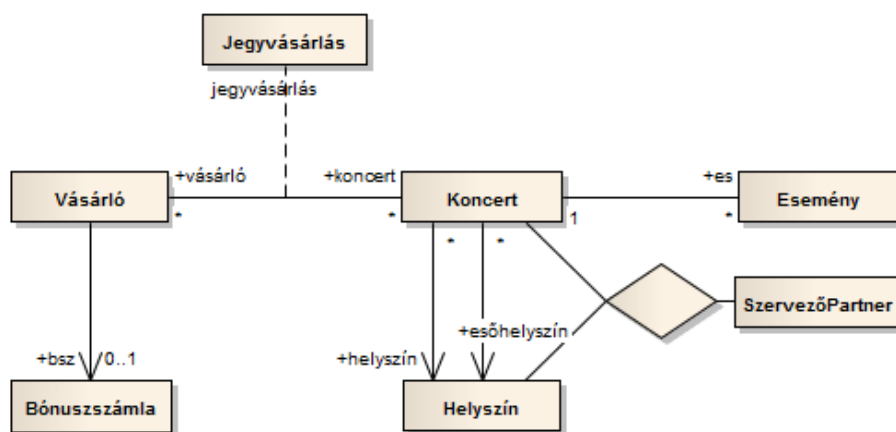 Jegyvásárlás
jegyvásárlás
+vásárló
+koncert
+es
Vásárló
Koncert
Esemény
*
*
1
*
*
*
SzervezőPartner
+esőhelyszín
+bsz
0..1
+helyszín
Bónuszszámla
Helyszín